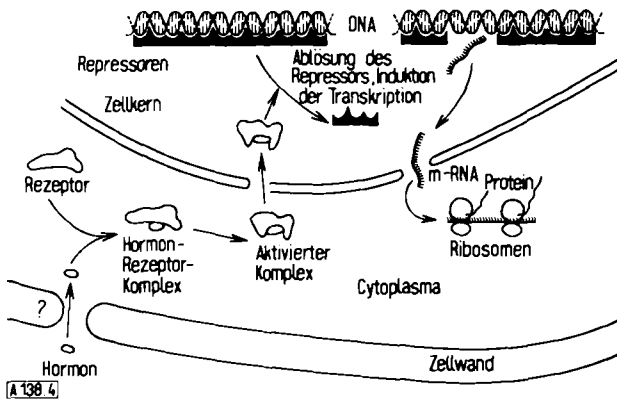 DNA
Repressoren
Ablösung des
Repressors, Induktion
der Transkription
Zellkern
Rezeptor
m-RNA
Protein
Hormon-
Rezeptor-
Komplex
Aktivierter
Komplex
Ribosomen
Cytoplasma
?
Hormon
Zellwand
A 138.4